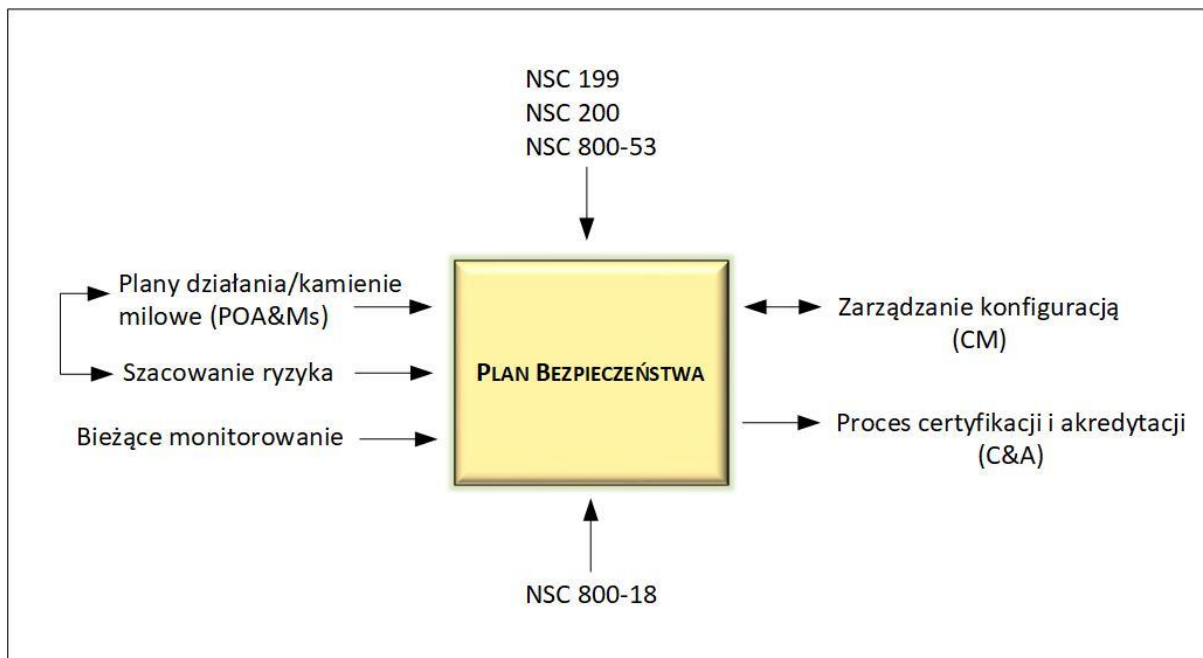 NSC 199
NSC 200
NSC 800-53
Plany działania/kamienie
milowe (POA&Ms)
Szacowanie ryzyka
Bieżące monitorowanie
PLAN BEZPIECZEŃSTWA
Zarządzanie konfiguracją
(CM)
Proces certyfikacji i akredytacji
(C&A)
NSC 800-18